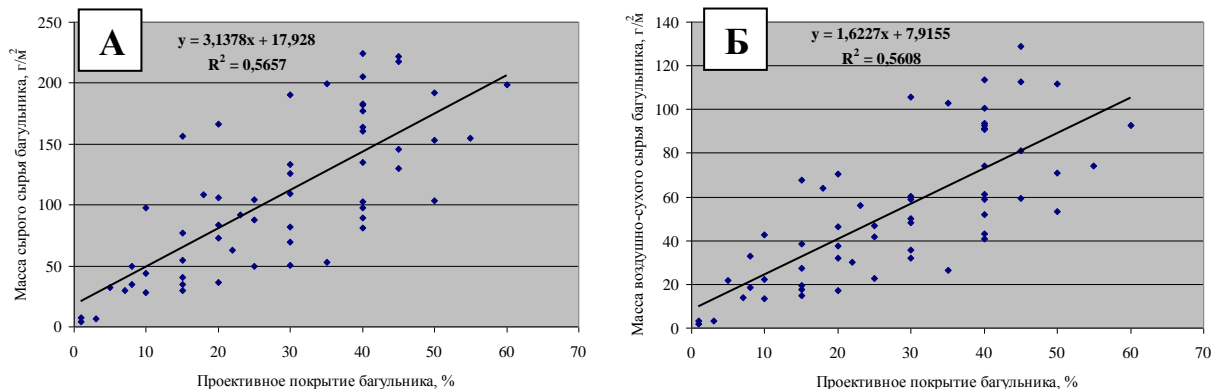 А
y = 3,1378x + 17,928
R² = 0,5657
Масса сырого сырья багульника, г/м²
250
200
150
100
50
0
0 10 20 30 40 50 60 70
Проективное покрытие багульника, %
Б
y = 1,6227x + 7,9155
R² = 0,5608
Масса воздушно-сухого сырья багульника, г/м²
140
120
100
80
60
40
20
0
0 10 20 30 40 50 60 70
Проективное покрытие багульника, %